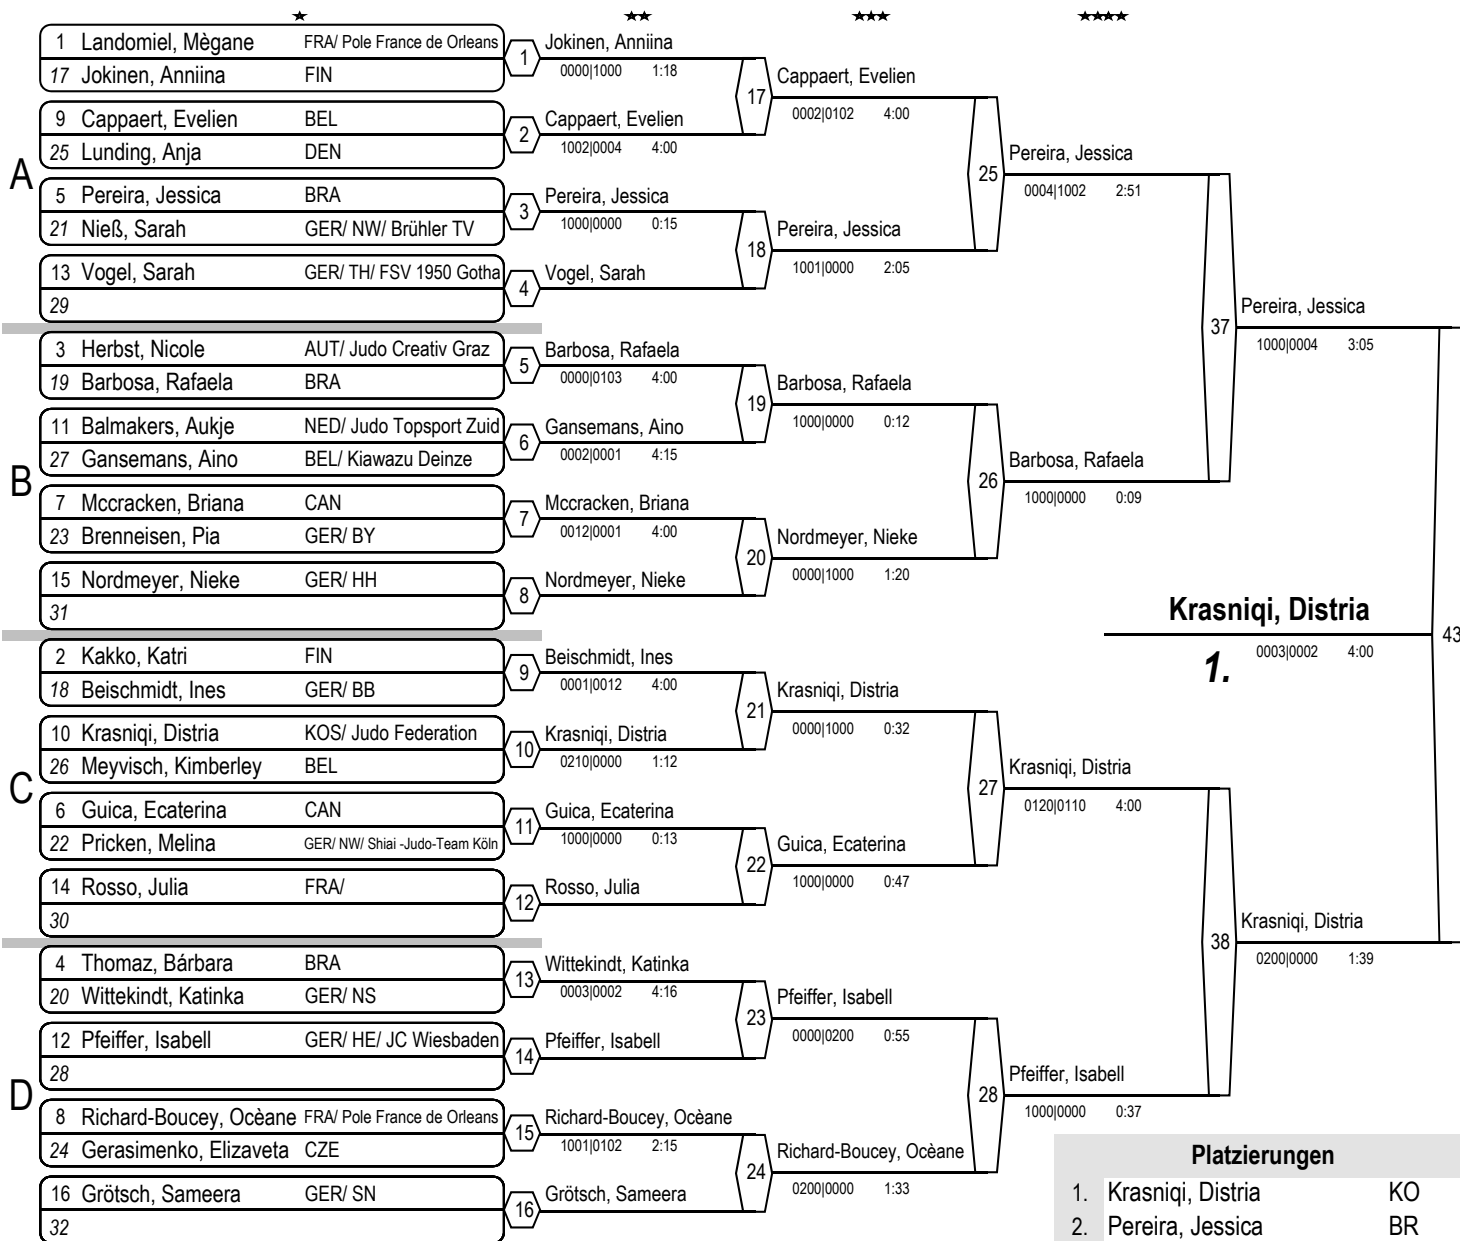 ★ ★★ ★★★ ★★★★
A
1 Landomiel, Mègane FRA/ Pole France de Orleans
17 Jokinen, Anniina FIN
9 Cappaert, Evelien BEL
25 Lunding, Anja DEN
5 Pereira, Jessica BRA
21 Nieß, Sarah GER/ NW/ Brühler TV
13 Vogel, Sarah GER/ TH/ FSV 1950 Gotha
29
B
3 Herbst, Nicole AUT/ Judo Creativ Graz
19 Barbosa, Rafaela BRA
11 Balmakers, Aukje NED/ Judo Topsport Zuid
27 Gansemans, Aino BEL/ Kiawazu Deinze
7 Mccracken, Briana CAN
23 Brenneisen, Pia GER/ BY
15 Nordmeyer, Nieke GER/ HH
31
C
2 Kakko, Katri FIN
18 Beischmidt, Ines GER/ BB
10 Krasniqi, Distria KOS/ Judo Federation
26 Meyvisch, Kimberley BEL
6 Guica, Ecaterina CAN
22 Pricken, Melina GER/ NW/ Shiai -Judo-Team Köln
14 Rosso, Julia FRA/
30
D
4 Thomaz, Bárbara BRA
20 Wittekindt, Katinka GER/ NS
12 Pfeiffer, Isabell GER/ HE/ JC Wiesbaden
28
8 Richard-Boucey, Ocèane FRA/ Pole France de Orleans
24 Gerasimenko, Elizaveta CZE
16 Grötsch, Sameera GER/ SN
32
1 Jokinen, Anniina
0000|1000 1:18
2 Cappaert, Evelien
1002|0004 4:00
3 Pereira, Jessica
1000|0000 0:15
4 Vogel, Sarah
5 Barbosa, Rafaela
0000|0103 4:00
6 Gansemans, Aino
0002|0001 4:15
7 Mccracken, Briana
0012|0001 4:00
8 Nordmeyer, Nieke
9 Beischmidt, Ines
0001|0012 4:00
10 Krasniqi, Distria
0210|0000 1:12
11 Guica, Ecaterina
1000|0000 0:13
12 Rosso, Julia
13 Wittekindt, Katinka
0003|0002 4:16
14 Pfeiffer, Isabell
15 Richard-Boucey, Ocèane
1001|0102 2:15
16 Grötsch, Sameera
17 Cappaert, Evelien
0002|0102 4:00
18 Pereira, Jessica
1001|0000 2:05
19 Barbosa, Rafaela
1000|0000 0:12
20 Nordmeyer, Nieke
0000|1000 1:20
21 Krasniqi, Distria
0000|1000 0:32
22 Guica, Ecaterina
1000|0000 0:47
23 Pfeiffer, Isabell
0000|0200 0:55
24 Richard-Boucey, Ocèane
0200|0000 1:33
25 Pereira, Jessica
0004|1002 2:51
26 Barbosa, Rafaela
1000|0000 0:09
27 Krasniqi, Distria
0120|0110 4:00
28 Pfeiffer, Isabell
1000|0000 0:37
37 Pereira, Jessica
1000|0004 3:05
38 Krasniqi, Distria
0200|0000 1:39
Krasniqi, Distria
43
1. 0003|0002 4:00
Platzierungen
1. Krasniqi, Distria KO
2. Pereira, Jessica BR